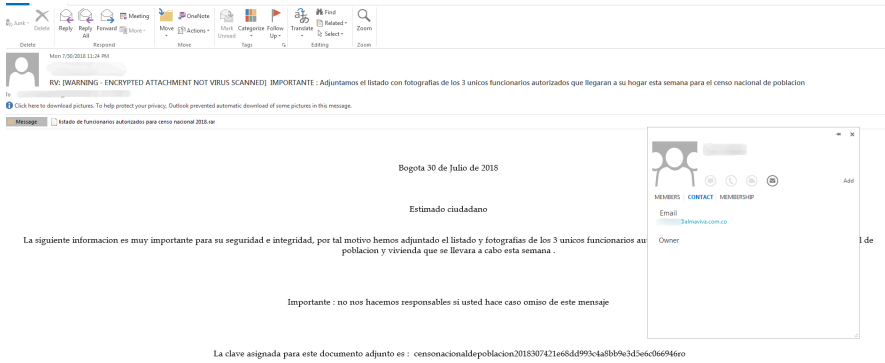 Junk
Delete
Reply
Reply All
Forward
Meeting
More
Move
OneNote
Actions
Mark Unread
Categorize
Follow Up
Translate
Find
Related
Select
Zoom
Delete
Respond
Move
Tags
Editing
Zoom
Mon 7/30/2018 11:24 PM
RV: [WARNING - ENCRYPTED ATTACHMENT NOT VIRUS SCANNED] IMPORTANTE : Adjuntamos el listado con fotografias de los 3 unicos funcionarios autorizados que llegaran a su hogar esta semana para el censo nacional de poblacion
To
Click here to download pictures. To help protect your privacy, Outlook prevented automatic download of some pictures in this message.
Message
listado de funcionarios autorizados para censo nacional 2018.rar
Bogota 30 de Julio de 2018
Estimado ciudadano
La siguiente informacion es muy importante para su seguridad e integridad, por tal motivo hemos adjuntado el listado y fotografias de los 3 unicos funcionarios au
l de
poblacion y vivienda que se llevara a cabo esta semana .
Importante : no nos hacemos responsables si usted hace caso omiso de este mensaje
La clave asignada para este documento adjunto es : censonacionaldepoblacion2018307421e68dd993c4a8bb9e3d5e6c066946ro
Add
MEMBERS
CONTACT
MEMBERSHIP
Email
@almaviva.com.co
Owner